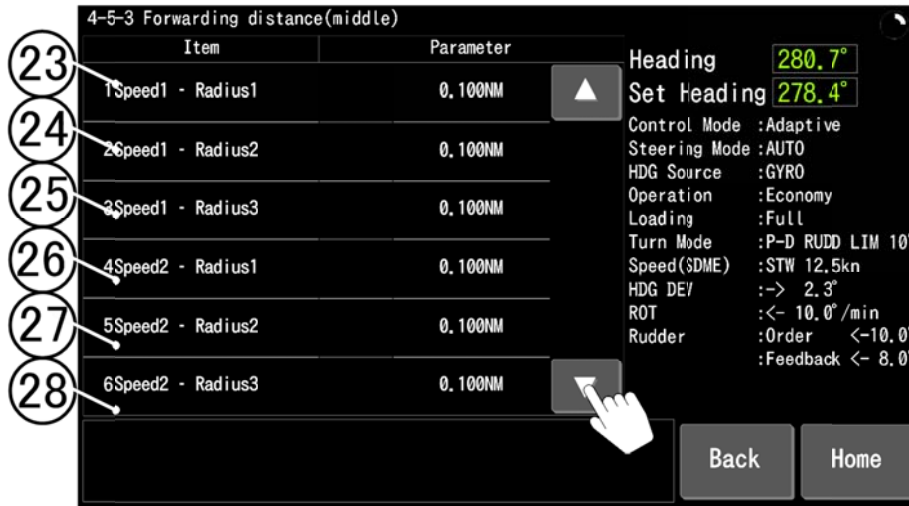 4-5-3 Forwarding distance(middle)
Item Parameter
㉓ 1Speed1 - Radius1 0.100NM
㉔ 2Speed1 - Radius2 0.100NM
㉕ 3Speed1 - Radius3 0.100NM
㉖ 4Speed2 - Radius1 0.100NM
㉗ 5Speed2 - Radius2 0.100NM
㉘ 6Speed2 - Radius3 0.100NM
▲
▼
Heading 280.7°
Set Heading 278.4°
Control Mode :Adaptive
Steering Mode :AUTO
HDG Source :GYRO
Operation :Economy
Loading :Full
Turn Mode :P-D RUDD LIM 10°
Speed(SDME) :STW 12.5kn
HDG DEV :-> 2.3°
ROT :<- 10.0°/min
Rudder :Order <-10.0°
:Feedback <- 8.0°
Back Home